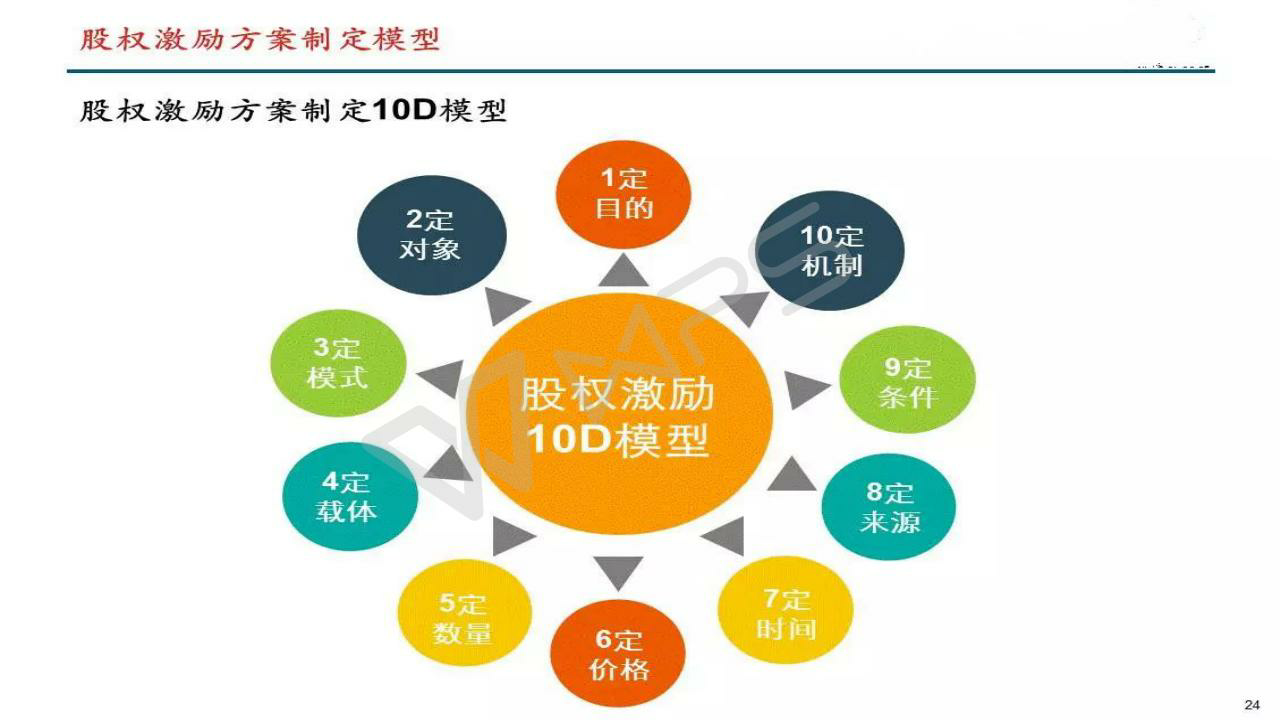 股权激励方案制定模型
股权激励方案制定10D模型
1定
目的
2定
对象
10定
机制
3定
模式
9定
条件
股权激励
10D模型
4定
载体
8定
来源
5定
数量
7定
时间
6定
价格
WPS
24